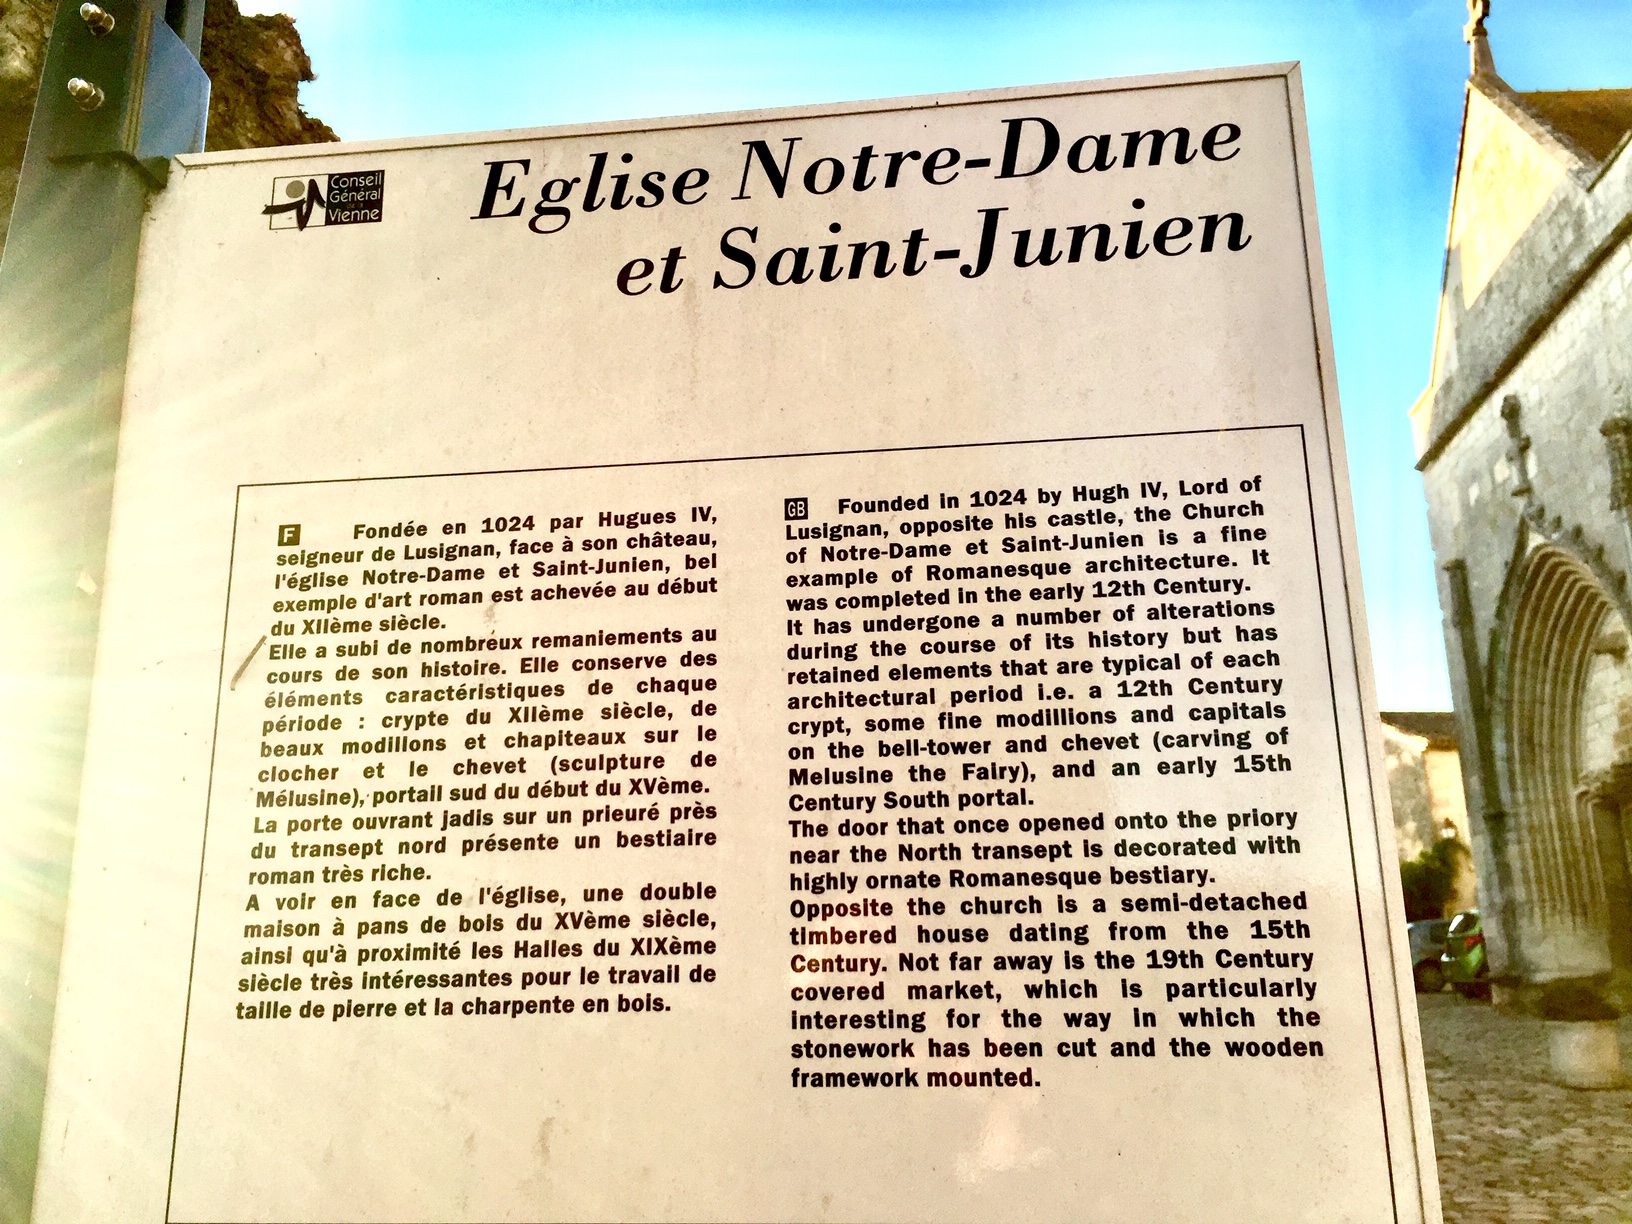 Conseil
Général
de la
Vienne
Eglise Notre-Dame
et Saint-Junien
F Fondée en 1024 par Hugues IV,
seigneur de Lusignan, face à son château,
l'église Notre-Dame et Saint-Junien, bel
exemple d'art roman est achevée au début
du XIIème siècle.
Elle a subi de nombreux remaniements au
cours de son histoire. Elle conserve des
éléments caractéristiques de chaque
période : crypte du XIIème siècle, de
beaux modillons et chapiteaux sur le
clocher et le chevet (sculpture de
Mélusine), portail sud du début du XVème.
La porte ouvrant jadis sur un prieuré près
du transept nord présente un bestiaire
roman très riche.
A voir en face de l'église, une double
maison à pans de bois du XVème siècle,
ainsi qu'à proximité les Halles du XIXème
siècle très intéressantes pour le travail de
taille de pierre et la charpente en bois.
GB Founded in 1024 by Hugh IV, Lord of
Lusignan, opposite his castle, the Church
of Notre-Dame et Saint-Junien is a fine
example of Romanesque architecture. It
was completed in the early 12th Century.
It has undergone a number of alterations
during the course of its history but has
retained elements that are typical of each
architectural period i.e. a 12th Century
crypt, some fine modillions and capitals
on the bell-tower and chevet (carving of
Melusine the Fairy), and an early 15th
Century South portal.
The door that once opened onto the priory
near the North transept is decorated with
highly ornate Romanesque bestiary.
Opposite the church is a semi-detached
timbered house dating from the 15th
Century. Not far away is the 19th Century
covered market, which is particularly
interesting for the way in which the
stonework has been cut and the wooden
framework mounted.